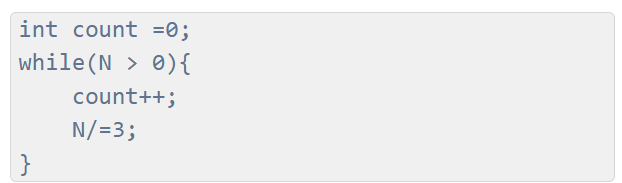 int count =0;
while(N > 0){
    count++;
    N/=3;
}